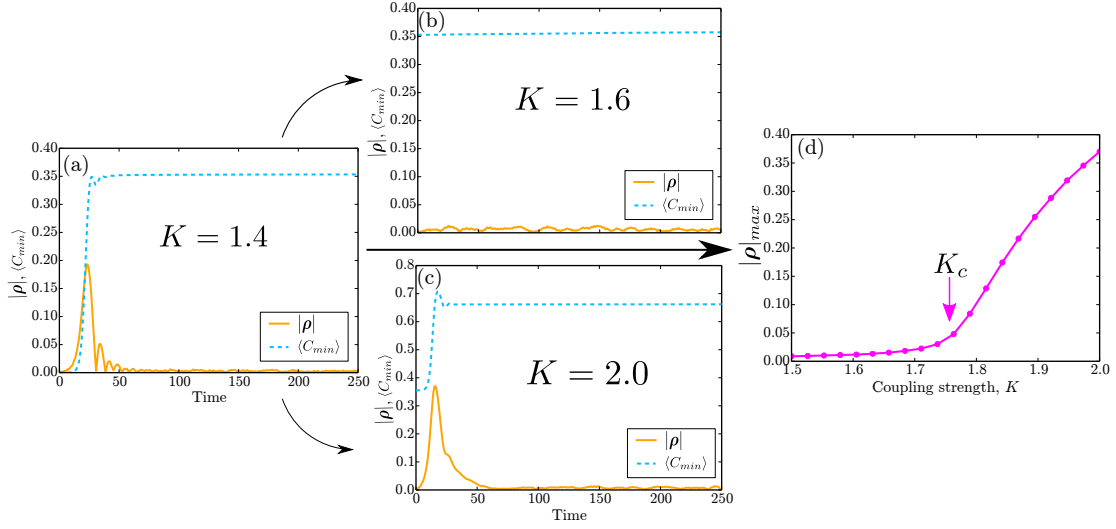 (a)
0.40
0.35
0.30
0.25
0.20
0.15
0.10
0.05
0.00
|ρ|, ⟨C_min⟩
K = 1.4
|ρ|
⟨C_min⟩
0 50 100 150 200 250
Time
(b)
0.40
0.35
0.30
0.25
0.20
0.15
0.10
0.05
0.00
|ρ|, ⟨C_min⟩
K = 1.6
|ρ|
⟨C_min⟩
(c)
0.8
0.7
0.6
0.5
0.4
0.3
0.2
0.1
0.0
|ρ|, ⟨C_min⟩
K = 2.0
|ρ|
⟨C_min⟩
0 50 100 150 200 250
Time
(d)
0.40
0.35
0.30
0.25
0.20
0.15
0.10
0.05
0.00
|ρ|_max
K_c
1.5 1.6 1.7 1.8 1.9 2.0
Coupling strength, K